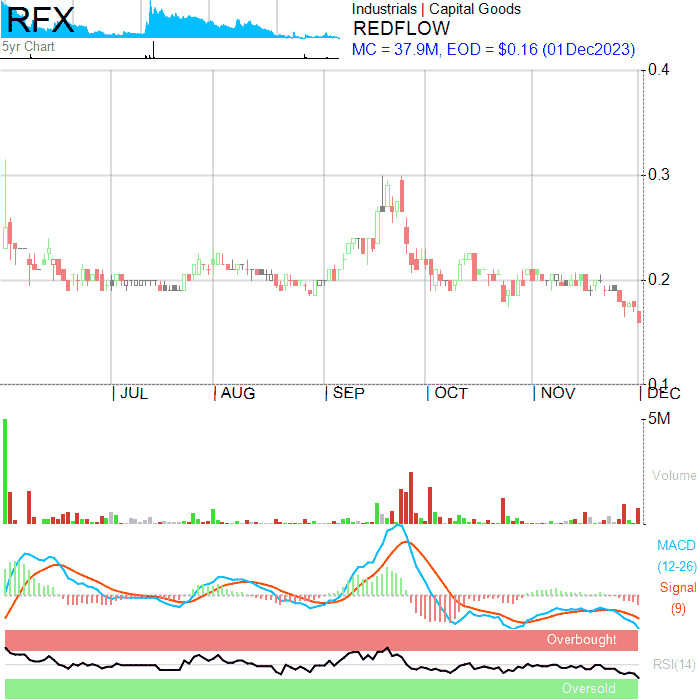 RFX
5yr Chart
Industrials | Capital Goods
REDFLOW
MC = 37.9M, EOD = $0.16 (01Dec2023)
0.4
0.3
0.2
0.1
JUL AUG SEP OCT NOV DEC
5M
Volume
MACD
(12-26)
Signal
(9)
Overbought
RSI(14)
Oversold